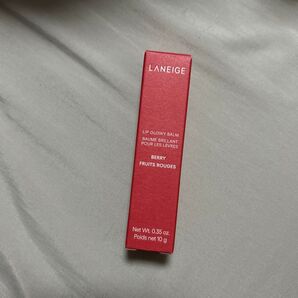 LANEIGE
LIP GLOWY BALM
BAUME BRILLANT
POUR LES LÈVRES
BERRY
FRUITS ROUGES
Net Wt. 0.35 oz.
Poids net 10 g